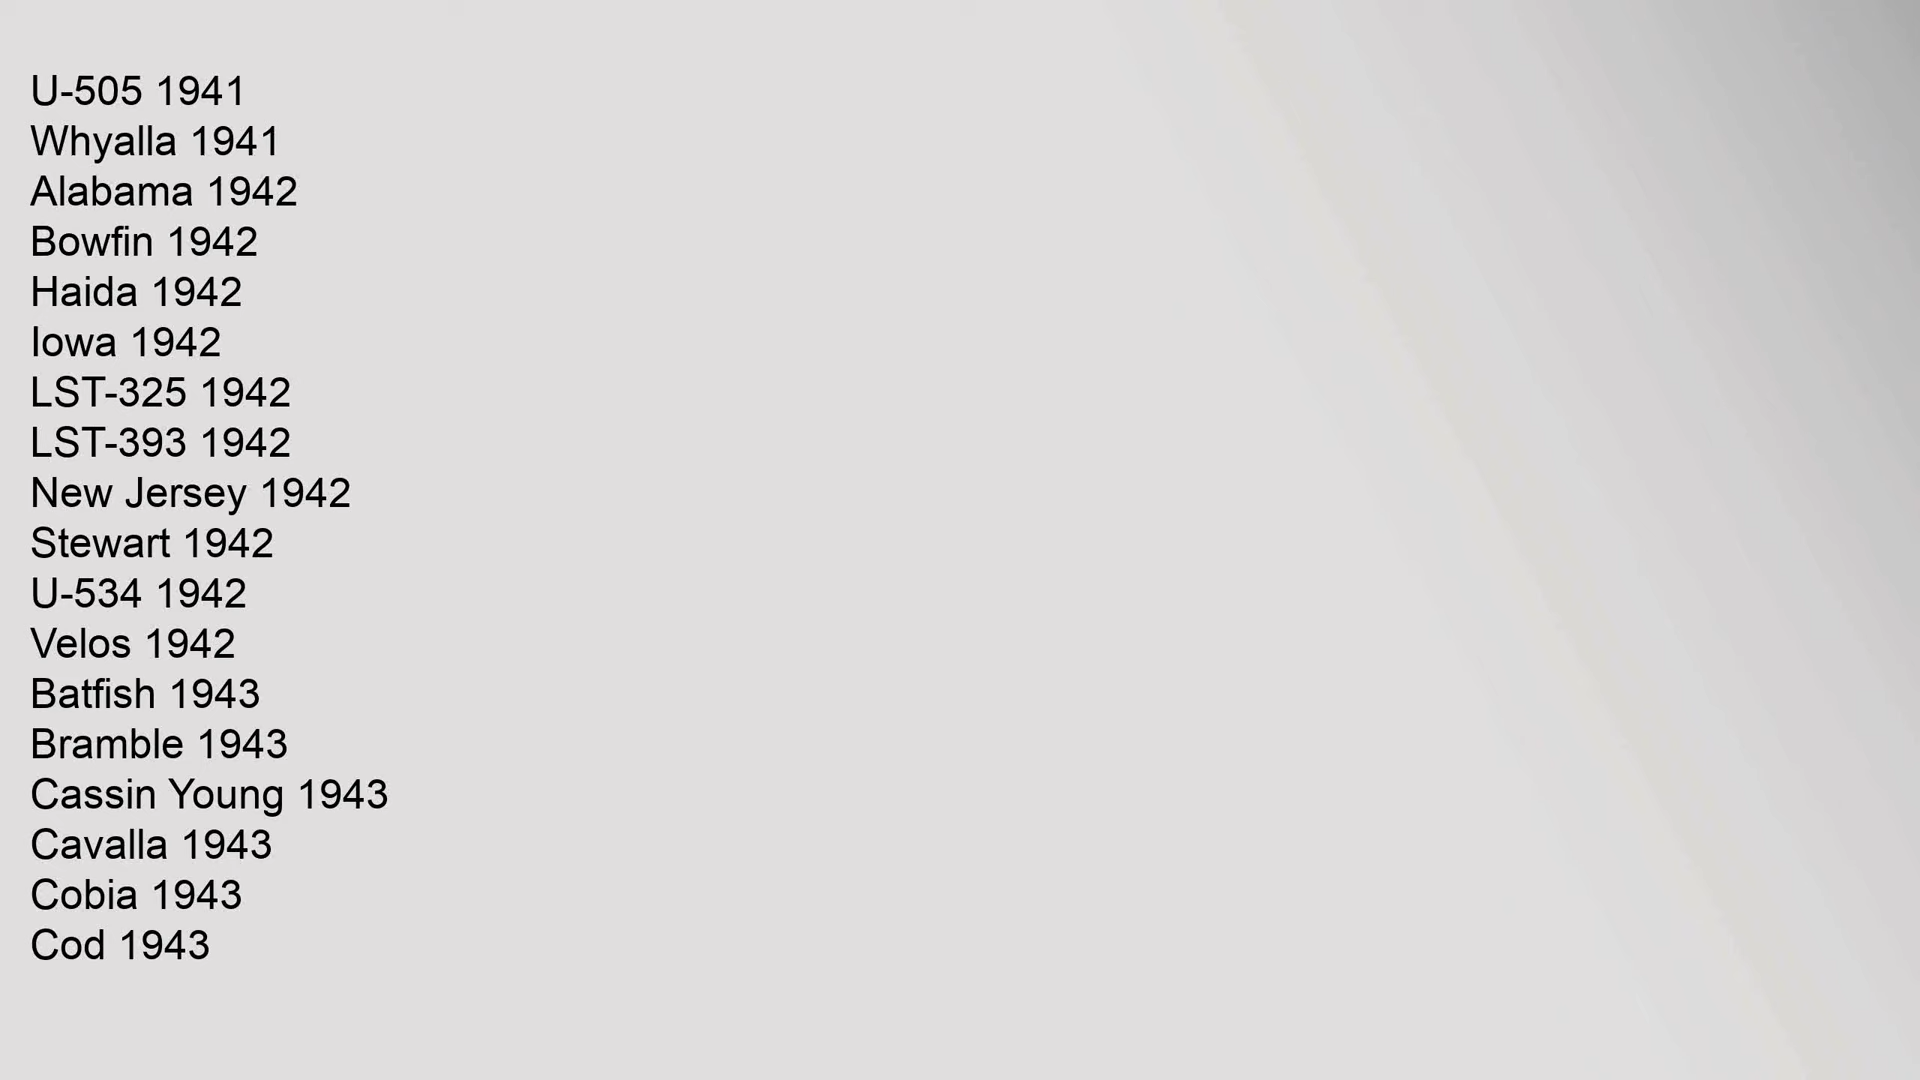 U-505 1941
Whyalla 1941
Alabama 1942
Bowfin 1942
Haida 1942
Iowa 1942
LST-325 1942
LST-393 1942
New Jersey 1942
Stewart 1942
U-534 1942
Velos 1942
Batfish 1943
Bramble 1943
Cassin Young 1943
Cavalla 1943
Cobia 1943
Cod 1943